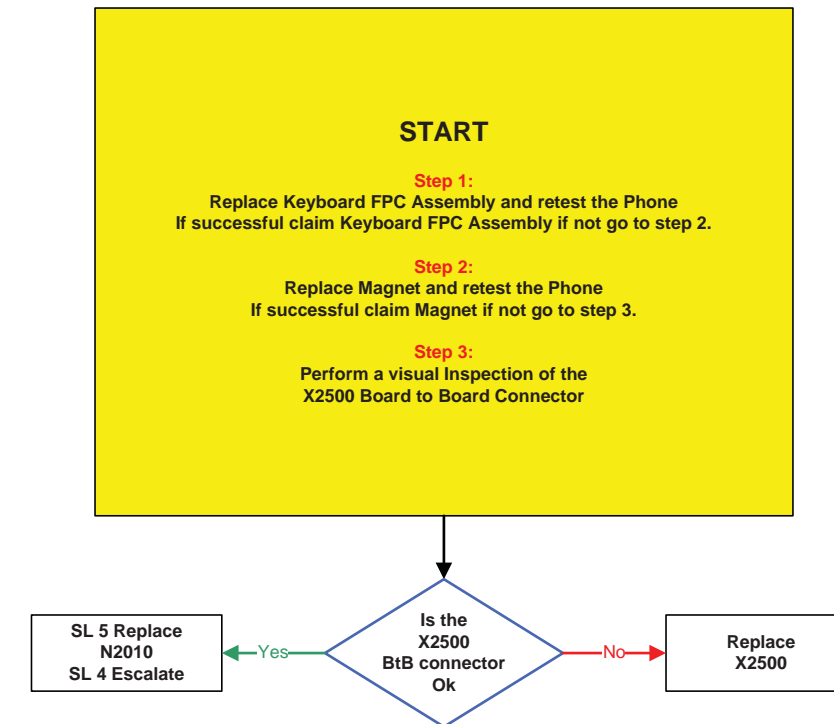 START
Step 1:
Replace Keyboard FPC Assembly and retest the Phone
If successful claim Keyboard FPC Assembly if not go to step 2.
Step 2:
Replace Magnet and retest the Phone
If successful claim Magnet if not go to step 3.
Step 3:
Perform a visual Inspection of the
X2500 Board to Board Connector
Is the
X2500
BtB connector
Ok
Yes
SL 5 Replace
N2010
SL 4 Escalate
No
Replace
X2500